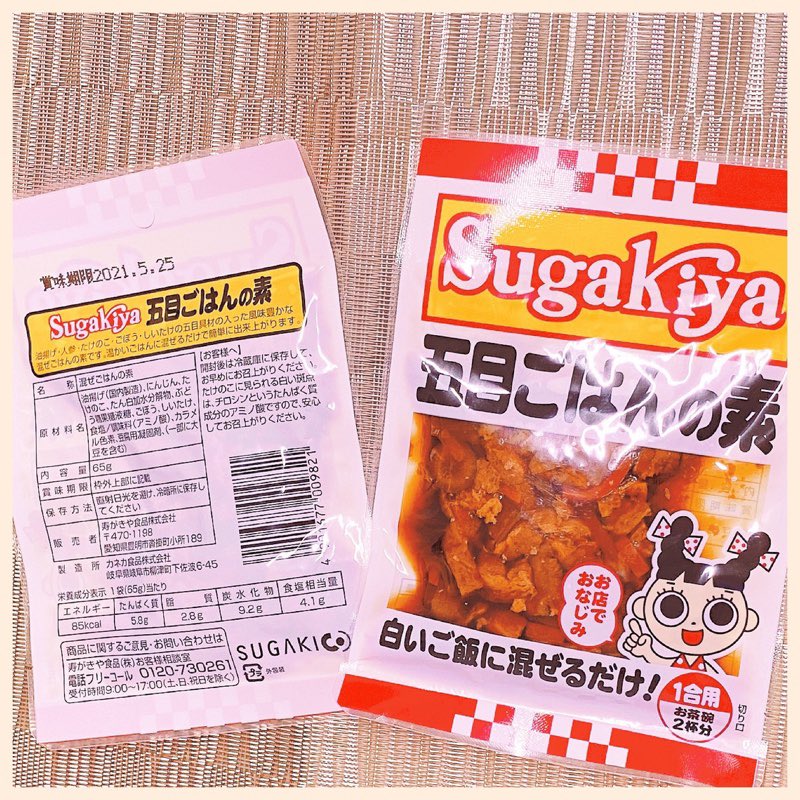 賞味期限2021.5.25
Sugakiya 五目ごはんの素
油揚げ・人参・たけのこ・ごぼう・しいたけの五目具材の入った風味豊かな
混ぜごはんの素です。温かいごはんに混ぜるだけで簡単に出来上がります。
名 称 混ぜごはんの素
原材料名 油揚げ(国内製造)、にんじん、た
けのこ、たん白加水分解物、ぶど
う糖果糖液糖、ごぼう、しいたけ、
食塩/調味料(アミノ酸)、カラメ
ル色素、豆腐用凝固剤、(一部に大
豆を含む)
内 容 量 65g
賞味期限 枠外上部に記載
保存方法 直射日光を避け、冷暗所に保存し
てください
販 売 者 寿がきや食品株式会社
〒470-1198
愛知県豊明市沓掛町小所189
製 造 所 カネカ食品株式会社
岐阜県岐阜市柳津町下佐波6-45
【お客様へ】
開封後は冷蔵庫に保存して、
お早めにお召上がりください。
たけのこに見られる白い斑点
は、チロシンというたんぱく質
成分のアミノ酸ですので、安心
してお召し上がりください。
栄養成分表示 1袋(65g)当たり
エネルギー たんぱく質 脂 質 炭水化物 食塩相当量
85kcal 5.8g 2.8g 9.2g 4.1g
商品に関するご意見・お問い合わせは
寿がきや食品(株)お客様相談室
電話フリーコール 0120-730261
受付時間9:00~17:00(土、日、祝日を除く)
SUGAKICO
プラ 外包装
Sugakiya
五目ごはんの素
お店で
おなじみ
白いご飯に混ぜるだけ!
1合用
お茶碗
2杯分
切り口